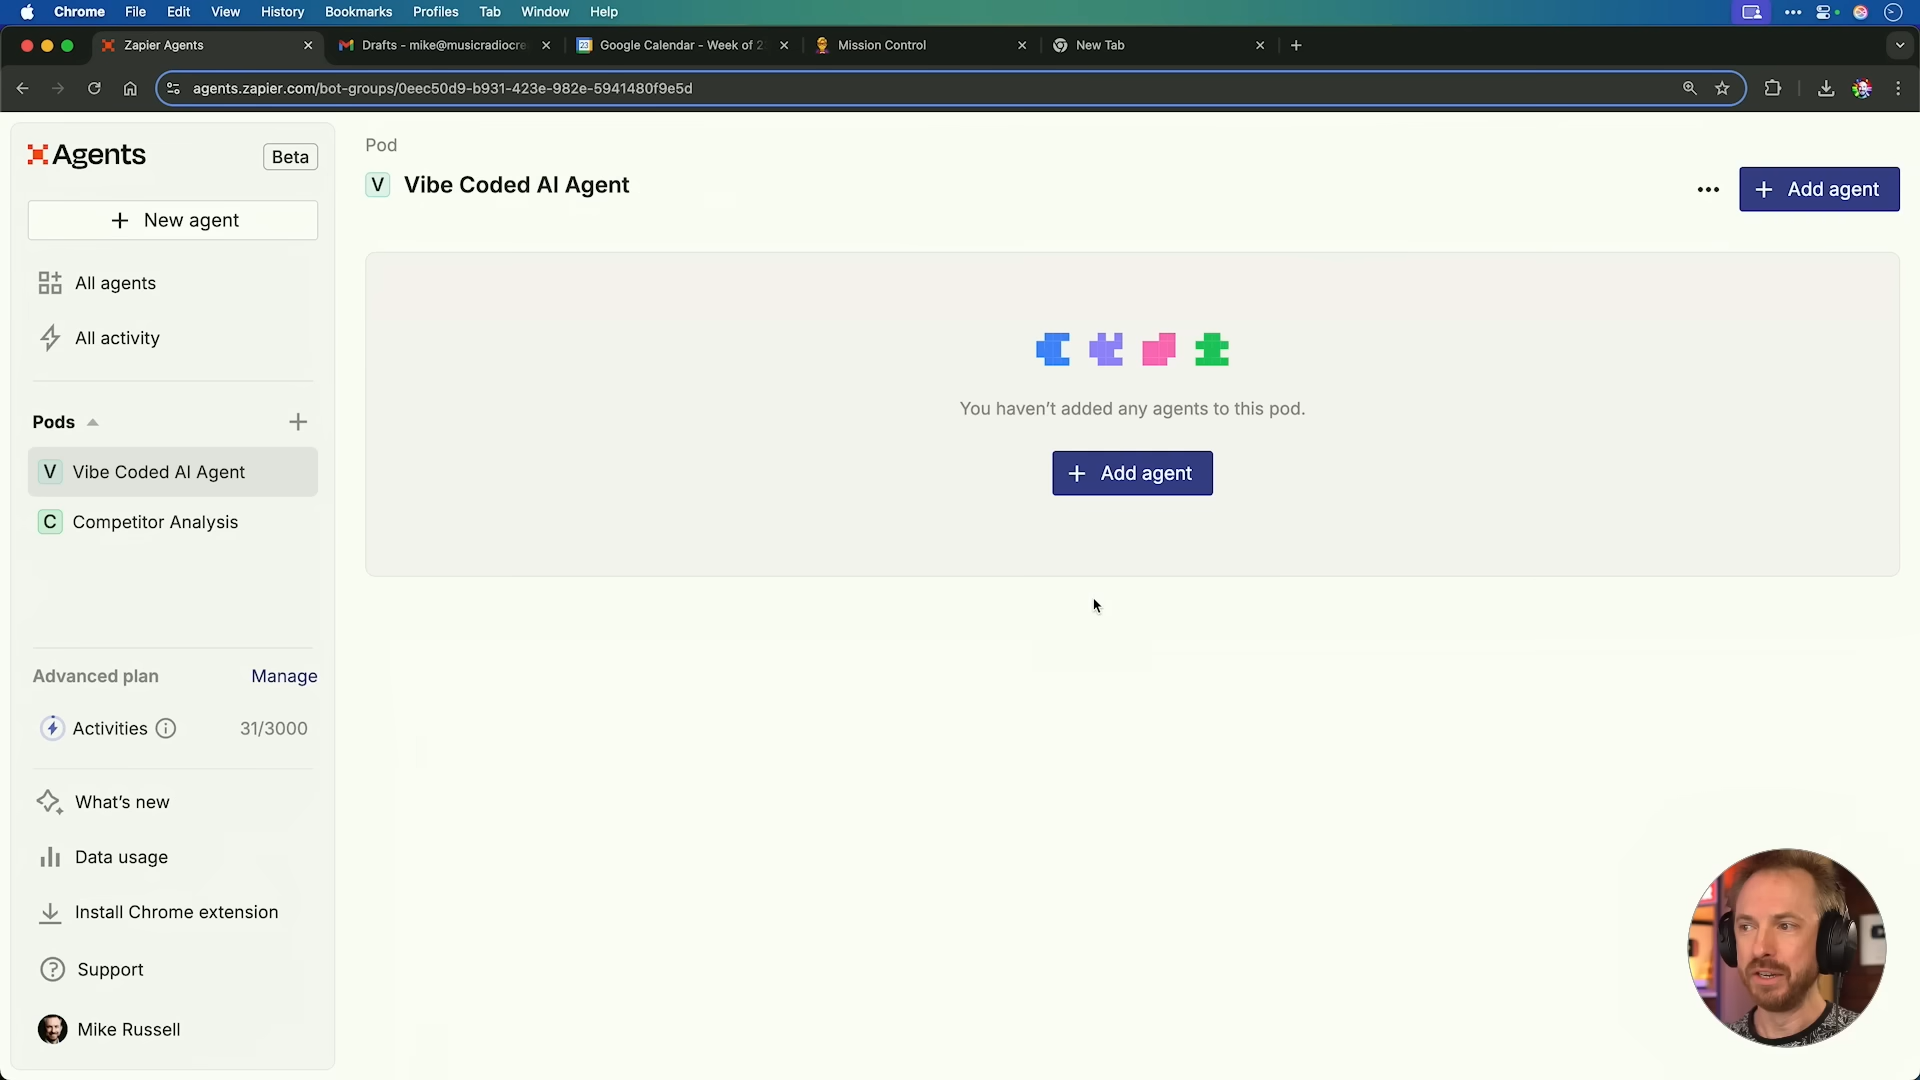 Chrome File Edit View History Bookmarks Profiles Tab Window Help
Zapier Agents
Drafts - mike@musicradiocre
Google Calendar - Week of 2
Mission Control
New Tab
agents.zapier.com/bot-groups/0eec50d9-b931-423e-982e-5941480f9e5d
Agents
Beta
New agent
All agents
All activity
Pods
V Vibe Coded AI Agent
C Competitor Analysis
Advanced plan Manage
Activities 31/3000
What's new
Data usage
Install Chrome extension
Support
Mike Russell
Pod
V Vibe Coded AI Agent
Add agent
You haven't added any agents to this pod.
Add agent